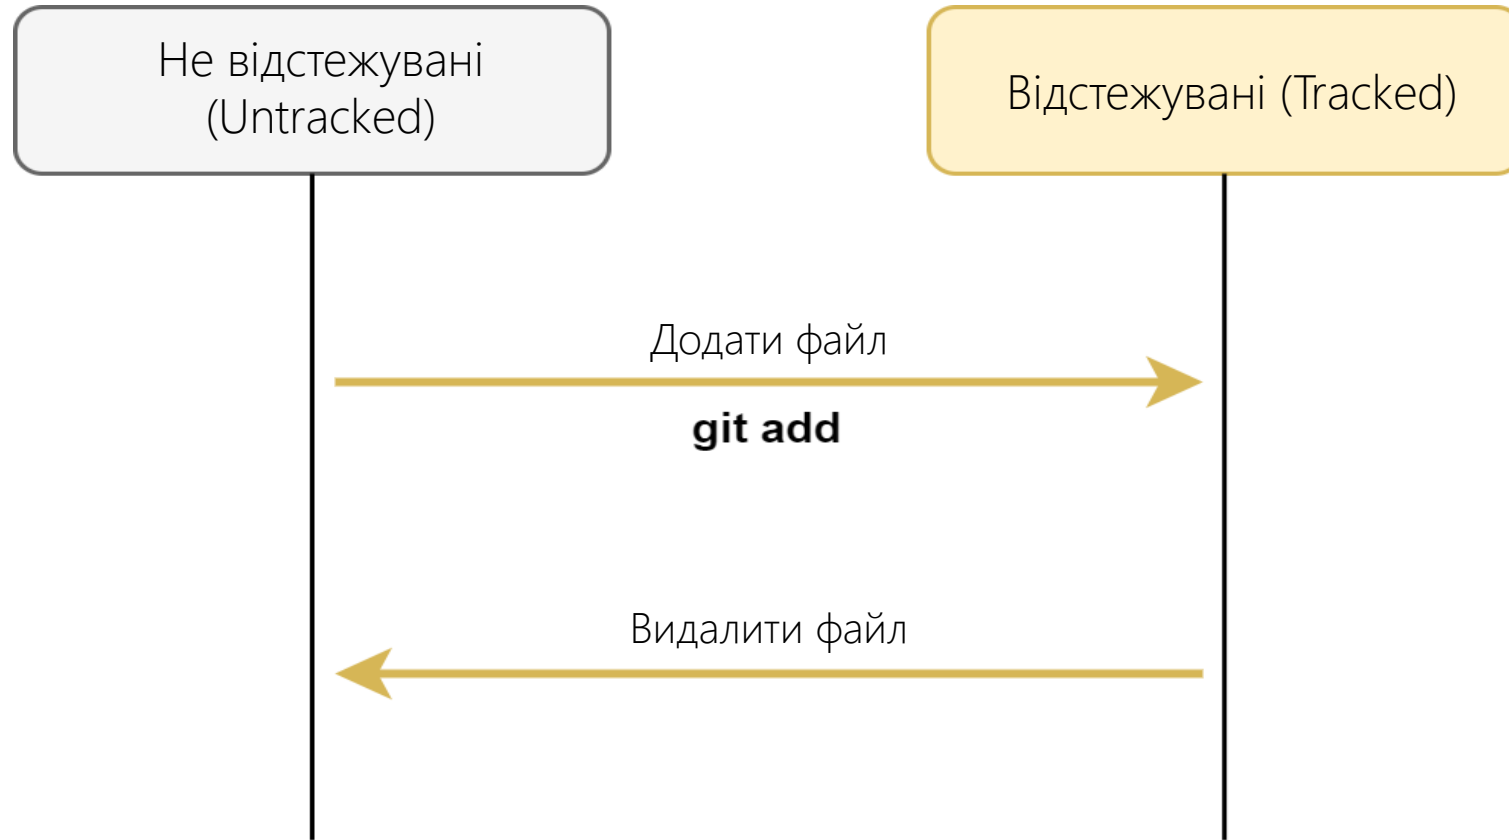 Не відстежувані
(Untracked)
Відстежувані (Tracked)
Додати файл
git add
Видалити файл